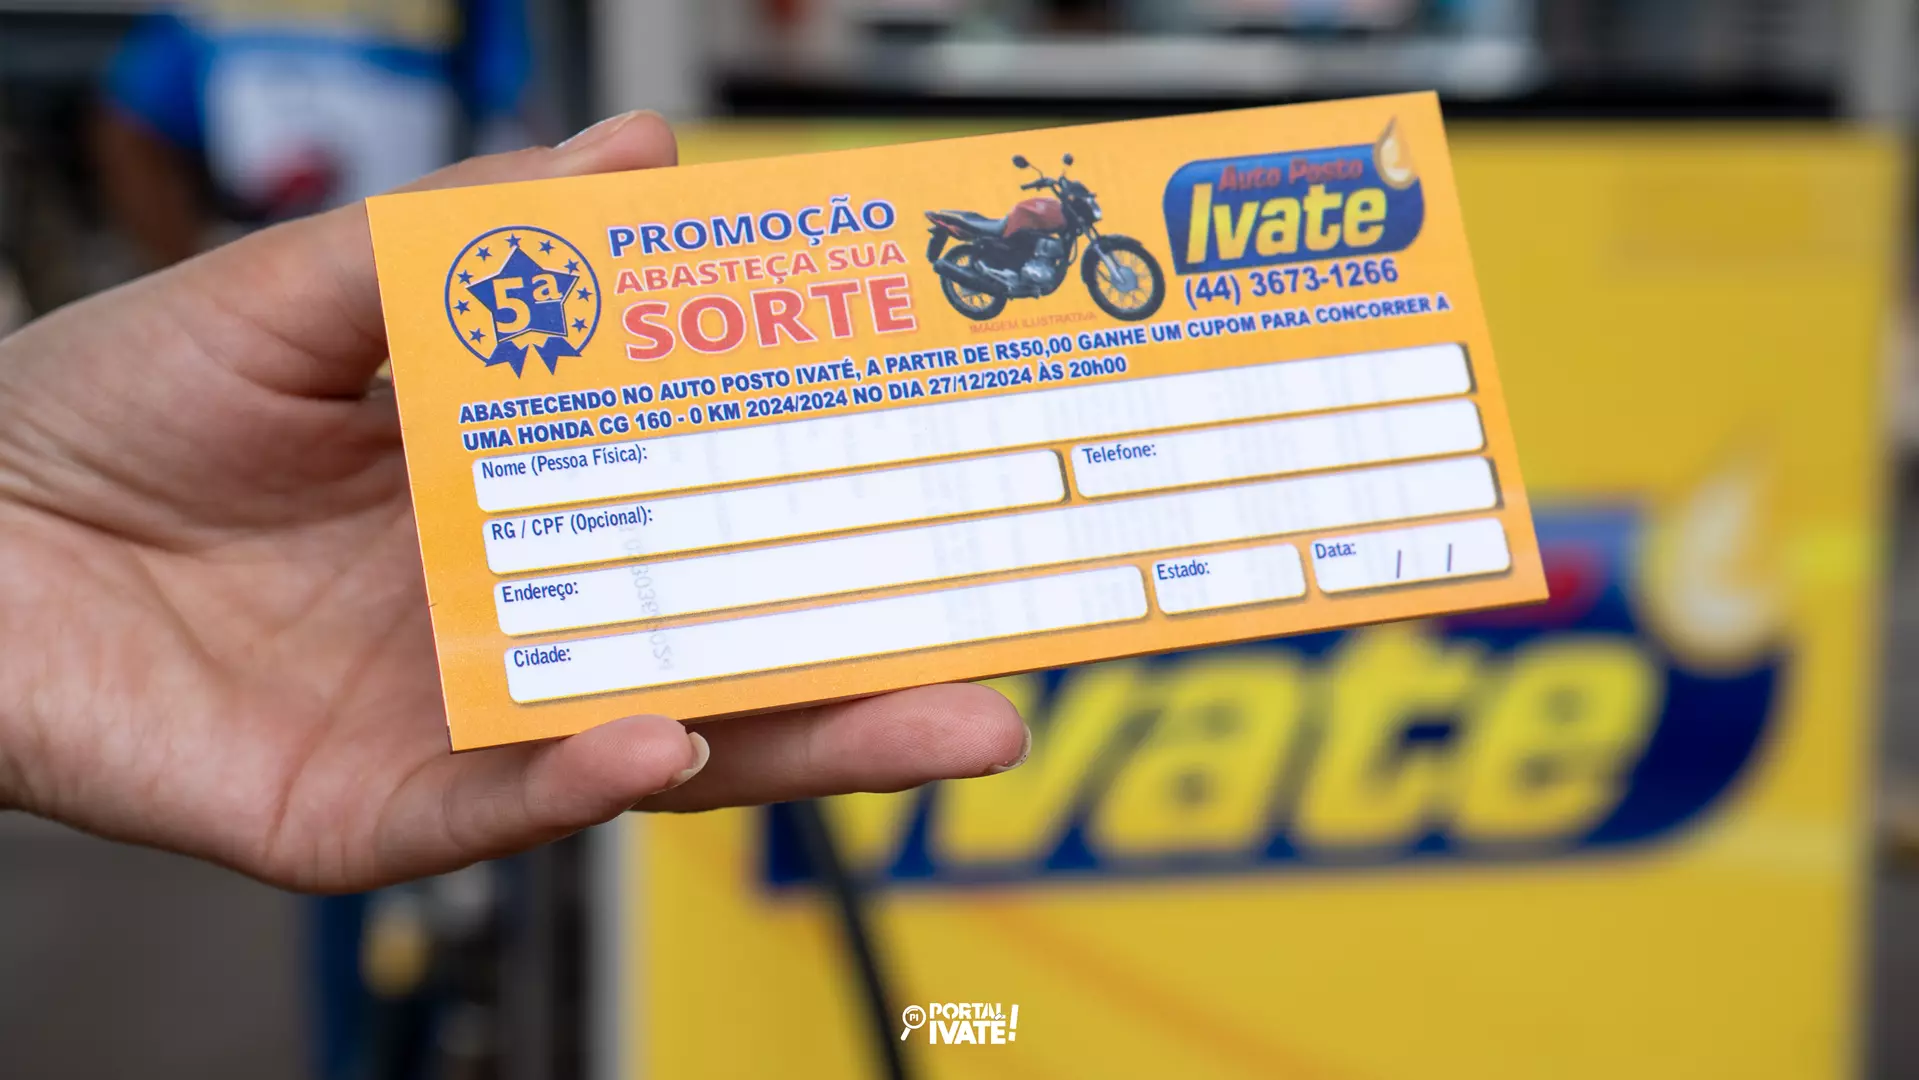 5ª
PROMOÇÃO
ABASTEÇA SUA
SORTE
IMAGEM ILUSTRATIVA
Auto Posto
Ivate
(44) 3673-1266
ABASTECENDO NO AUTO POSTO IVATÉ, A PARTIR DE R$50,00 GANHE UM CUPOM PARA CONCORRER A
UMA HONDA CG 160 - 0 KM 2024/2024 NO DIA 27/12/2024 ÀS 20h00
Nome (Pessoa Física):
RG / CPF (Opcional):
Telefone:
Endereço:
Cidade:
Estado:
Data: / /
Ivate
PI PORTAL
IVATÉ!